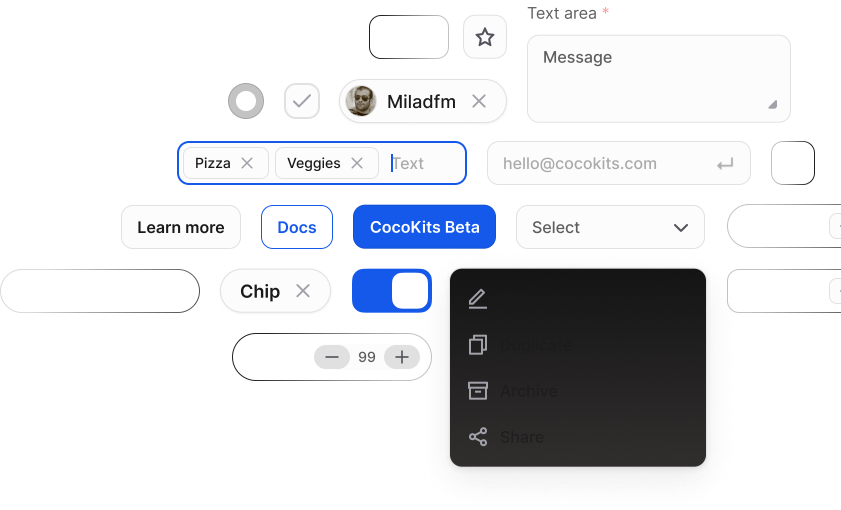 Text area *
Message
Miladfm
Pizza
Veggies
Text
hello@cocokits.com
Learn more
Docs
CocoKits Beta
Select
Chip
99
Duplicate
Archive
Share